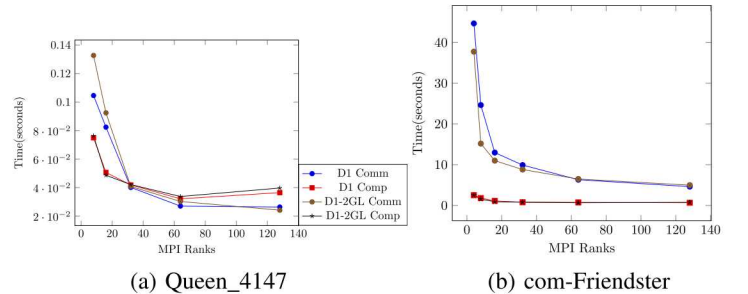 0.14
0.12
0.1
8 · 10⁻²
6 · 10⁻²
4 · 10⁻²
2 · 10⁻²
Time(seconds)
0 20 40 60 80 100 120 140
MPI Ranks
D1 Comm
D1 Comp
D1-2GL Comm
D1-2GL Comp
(a) Queen_4147
40
30
20
10
0
Time(seconds)
0 20 40 60 80 100 120 140
MPI Ranks
(b) com-Friendster